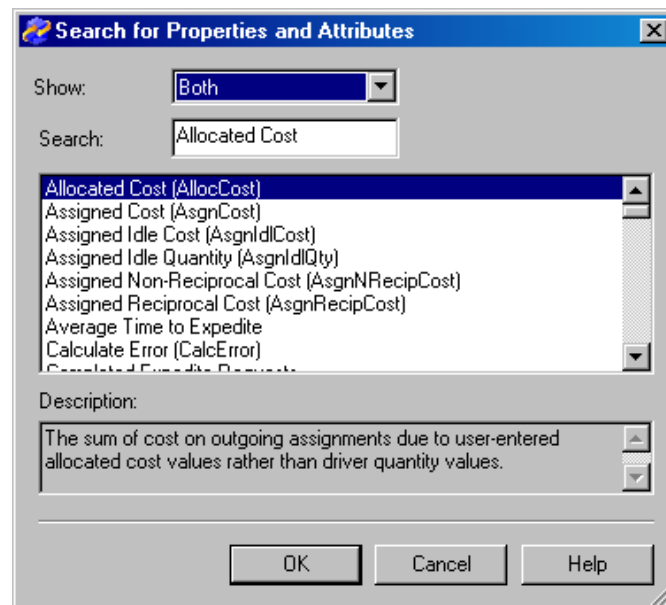 Search for Properties and Attributes
Show: Both
Search: Allocated Cost
Allocated Cost (AllocCost)
Assigned Cost (AsgnCost)
Assigned Idle Cost (AsgnIdlCost)
Assigned Idle Quantity (AsgnIdlQty)
Assigned Non-Reciprocal Cost (AsgnNRecipCost)
Assigned Reciprocal Cost (AsgnRecipCost)
Average Time to Expedite
Calculate Error (CalcError)
Completed Expedite Requests
Description:
The sum of cost on outgoing assignments due to user-entered
allocated cost values rather than driver quantity values.
OK Cancel Help